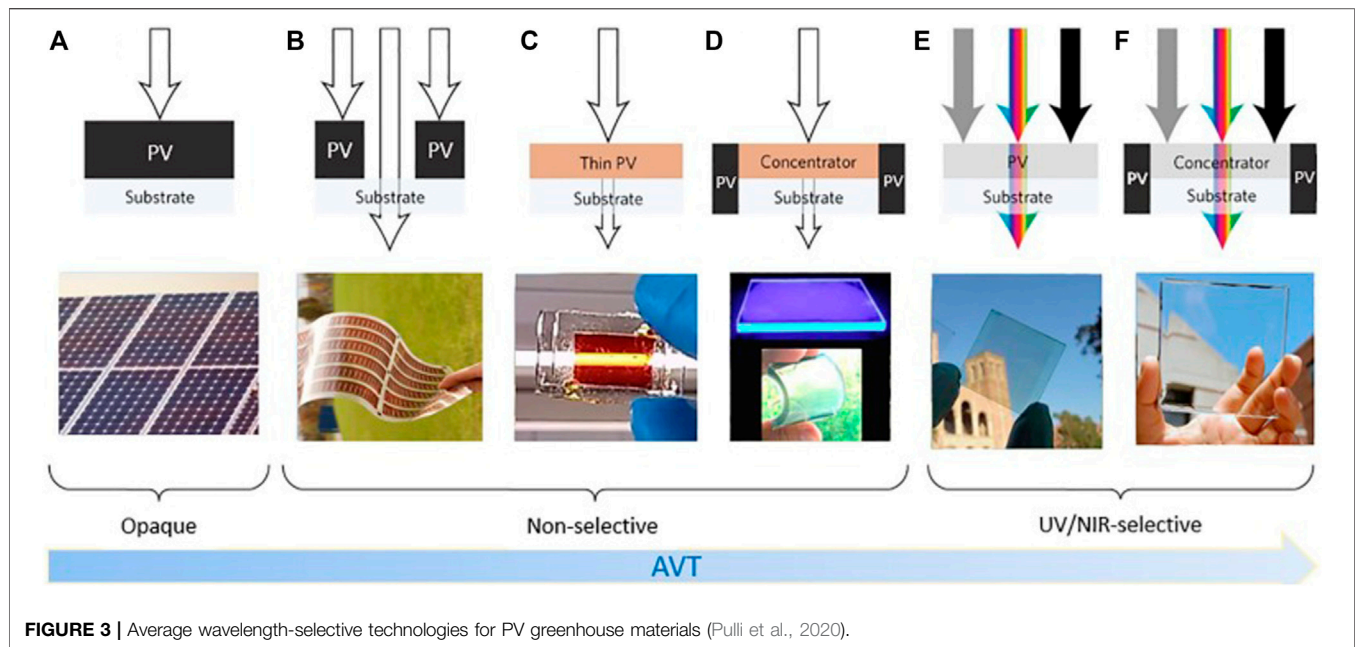 A B C D E F
PV
Substrate
PV PV
Substrate
Thin PV
Substrate
PV Concentrator PV
Substrate
PV
Substrate
PV Concentrator PV
Substrate
Opaque Non-selective UV/NIR-selective
AVT
FIGURE 3 | Average wavelength-selective technologies for PV greenhouse materials (Pulli et al., 2020).